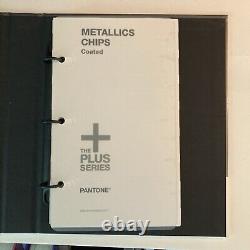 METALLICS
CHIPS
Coated
THE
PLUS
SERIES
PANTONE®